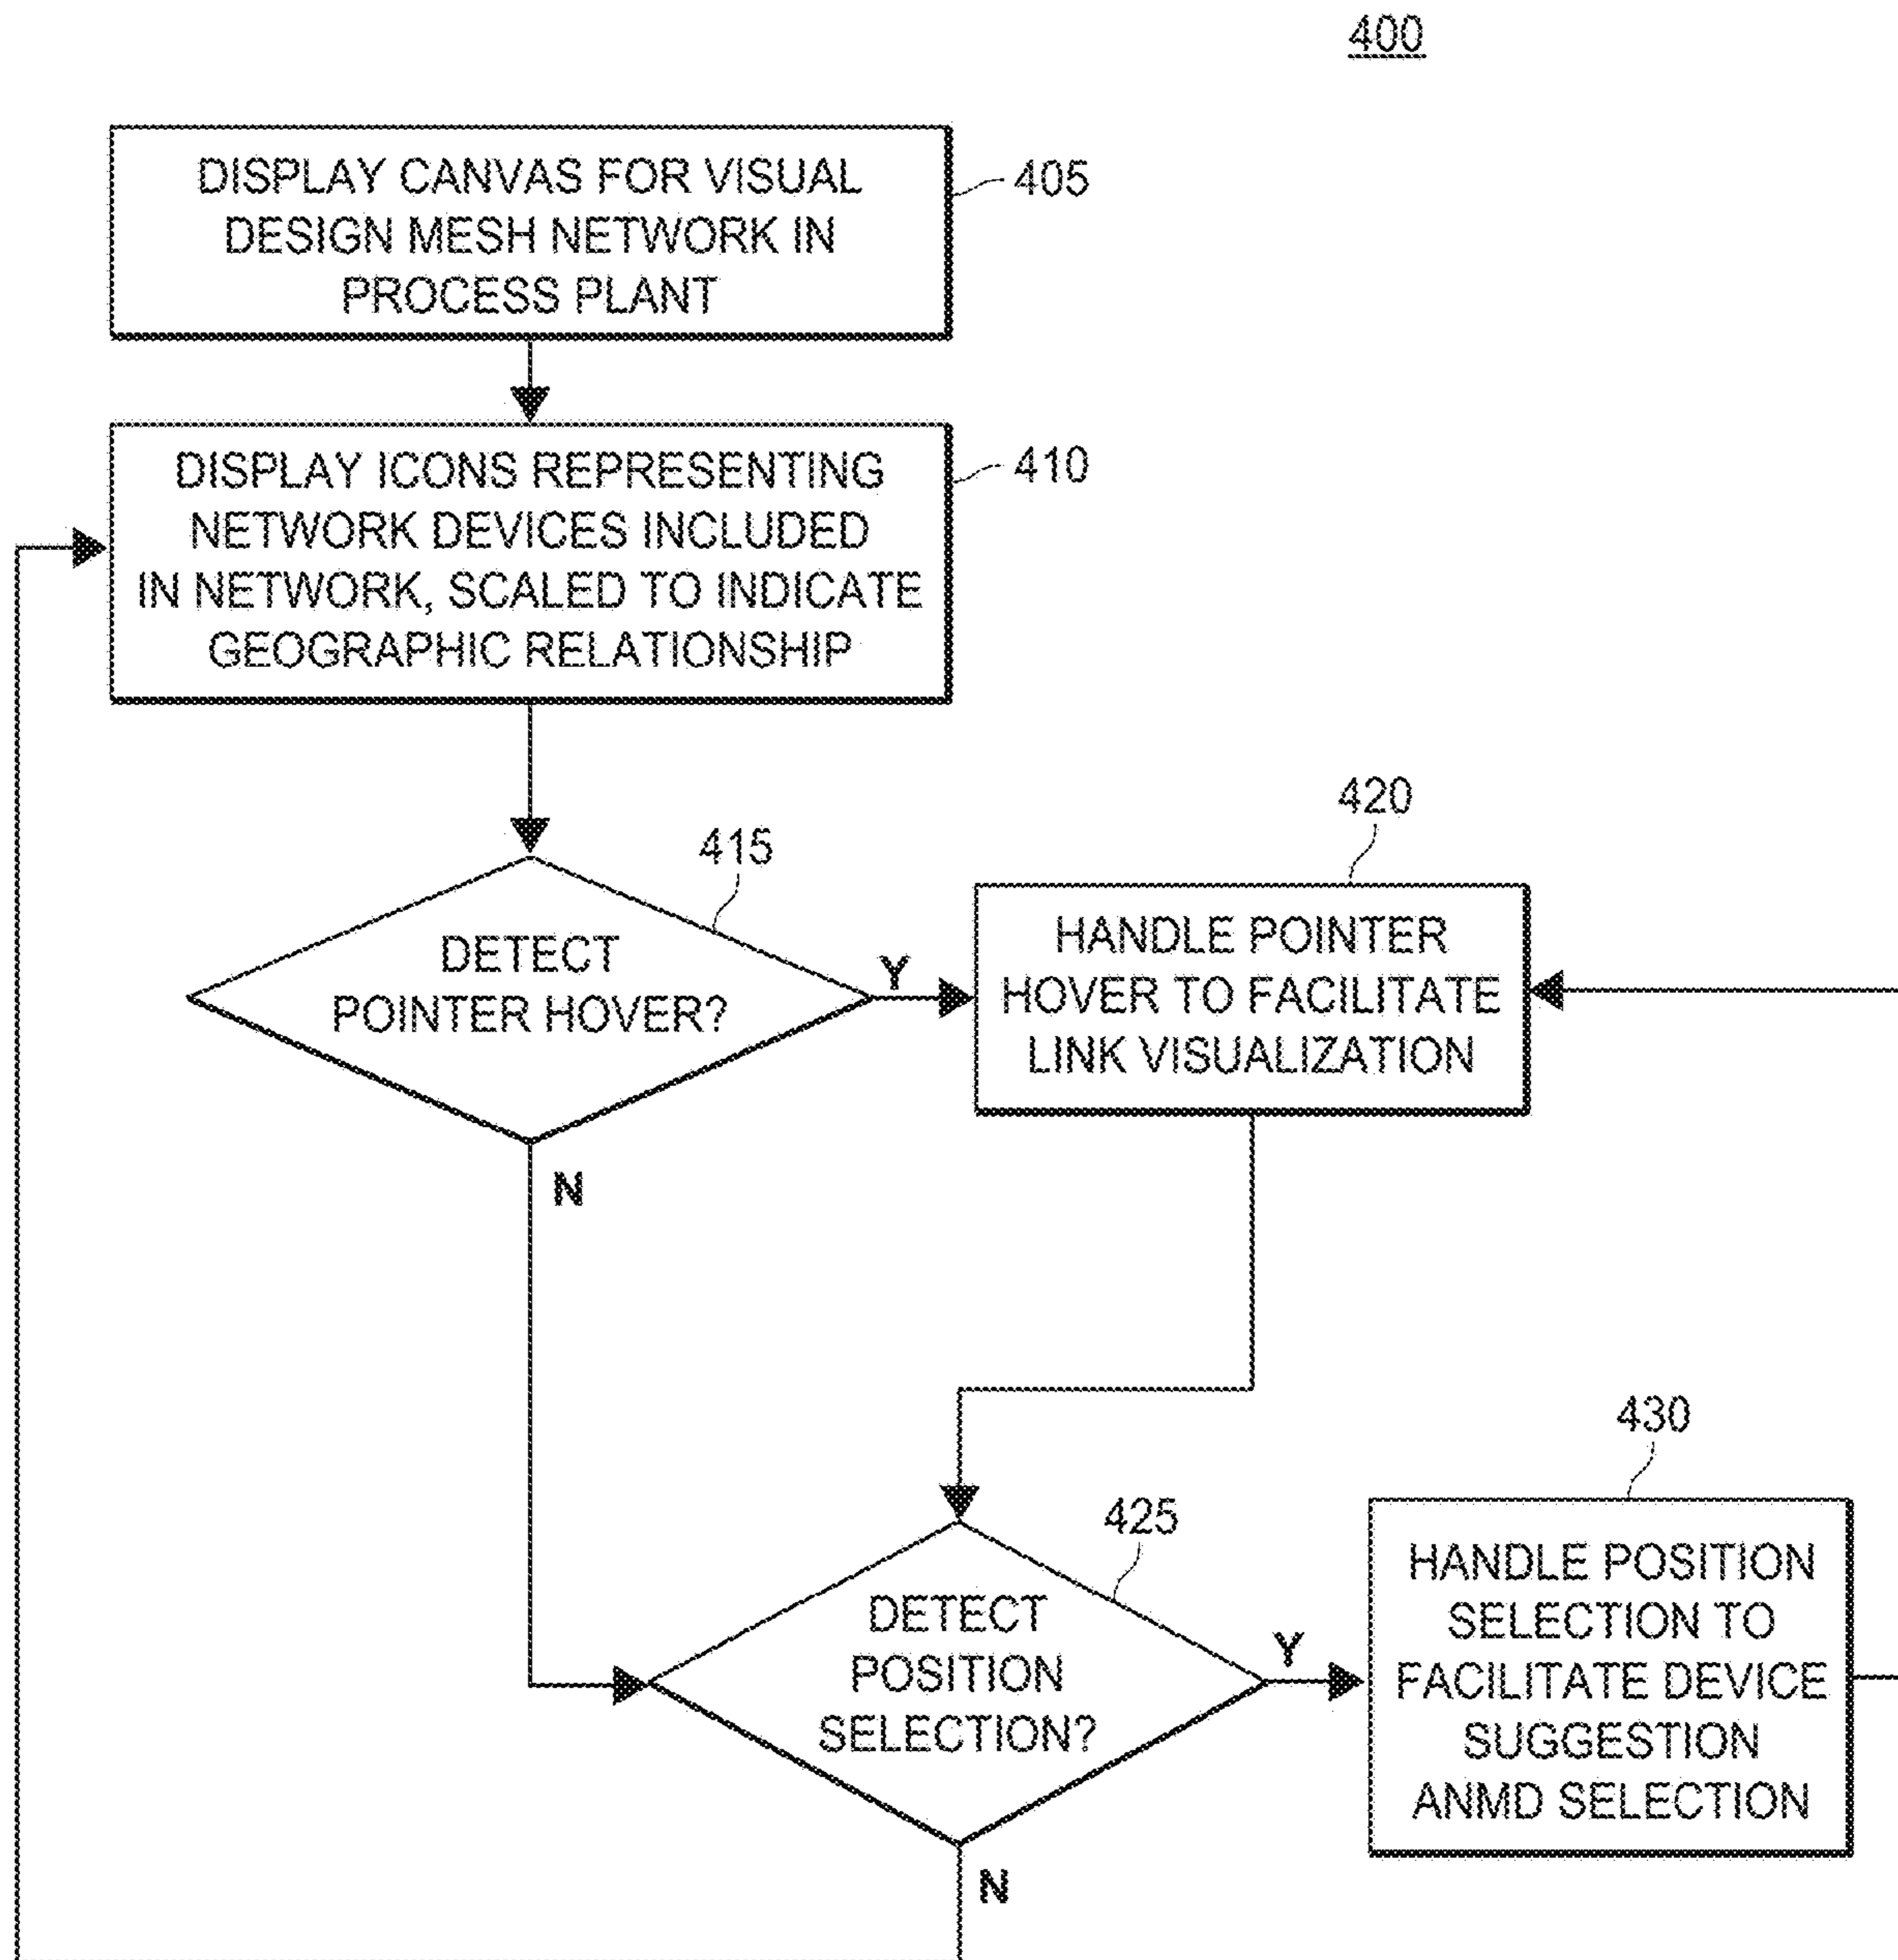 400
DISPLAY CANVAS FOR VISUAL
DESIGN MESH NETWORK IN
PROCESS PLANT
405
DISPLAY ICONS REPRESENTING
NETWORK DEVICES INCLUDED
IN NETWORK, SCALED TO INDICATE
GEOGRAPHIC RELATIONSHIP
410
DETECT
POINTER HOVER?
415
Y
N
HANDLE POINTER
HOVER TO FACILITATE
LINK VISUALIZATION
420
DETECT
POSITION
SELECTION?
425
Y
N
HANDLE POSITION
SELECTION TO
FACILITATE DEVICE
SUGGESTION
ANMD SELECTION
430